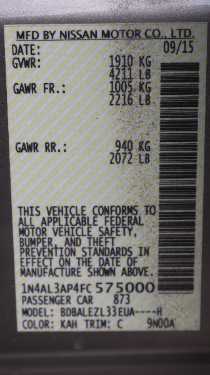 MFD BY NISSAN MOTOR CO., LTD.
DATE: 09/15
GVWR: 1910 KG
4211 LB
GAWR FR.: 1005 KG
2216 LB
GAWR RR.: 940 KG
2072 LB
THIS VEHICLE CONFORMS TO
ALL APPLICABLE FEDERAL
MOTOR VEHICLE SAFETY,
BUMPER, AND THEFT
PREVENTION STANDARDS IN
EFFECT ON THE DATE OF
MANUFACTURE SHOWN ABOVE.
1N4AL3AP4FC575000
PASSENGER CAR 873
MODEL: BDBALEZL33EUA----H
COLOR: KAH TRIM: C 9N00A